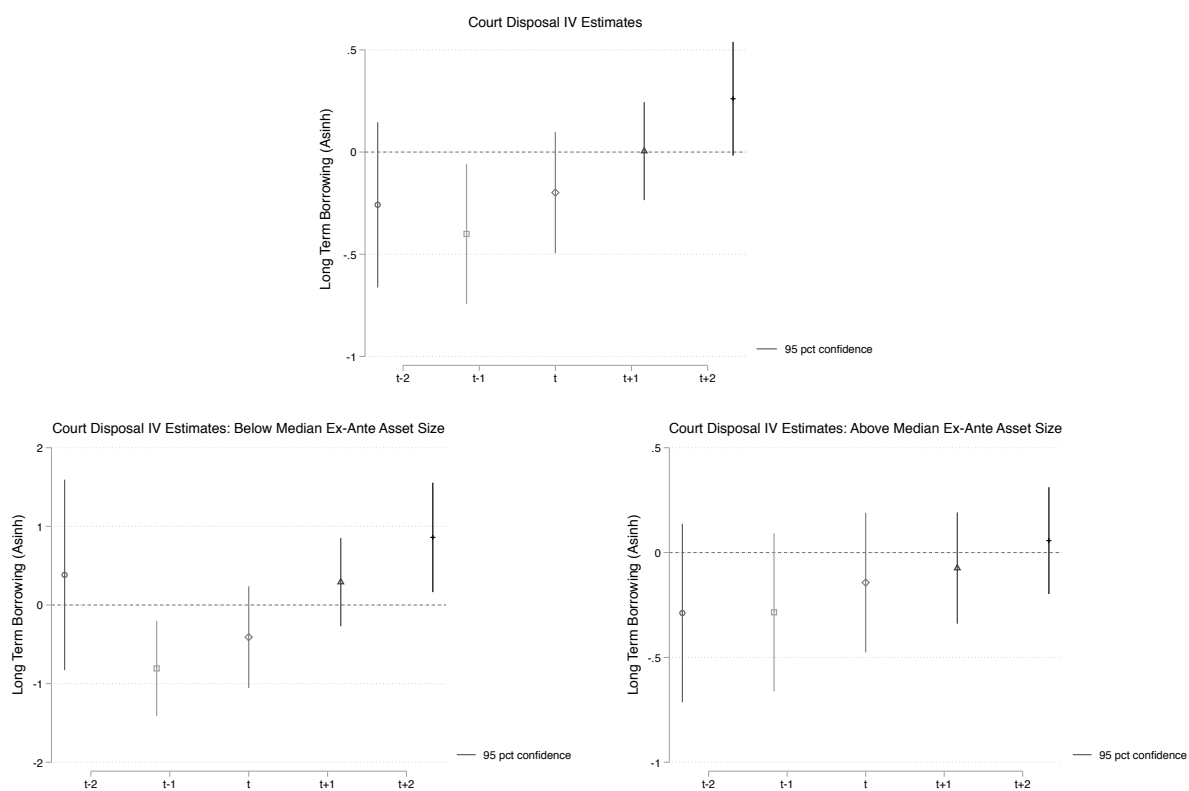 Court Disposal IV Estimates
Long Term Borrowing (Asinh)
.5
0
-.5
-1
t-2 t-1 t t+1 t+2
95 pct confidence
Court Disposal IV Estimates: Below Median Ex-Ante Asset Size
Long Term Borrowing (Asinh)
2
1
0
-1
-2
t-2 t-1 t t+1 t+2
95 pct confidence
Court Disposal IV Estimates: Above Median Ex-Ante Asset Size
Long Term Borrowing (Asinh)
.5
0
-.5
-1
t-2 t-1 t t+1 t+2
95 pct confidence